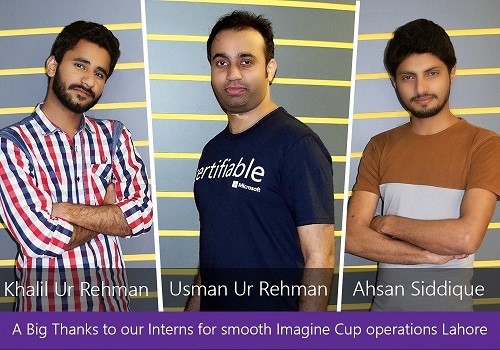 certifiable
Microsoft
Khalil Ur Rehman
Usman Ur Rehman
Ahsan Siddique
A Big Thanks to our Interns for smooth Imagine Cup operations Lahore